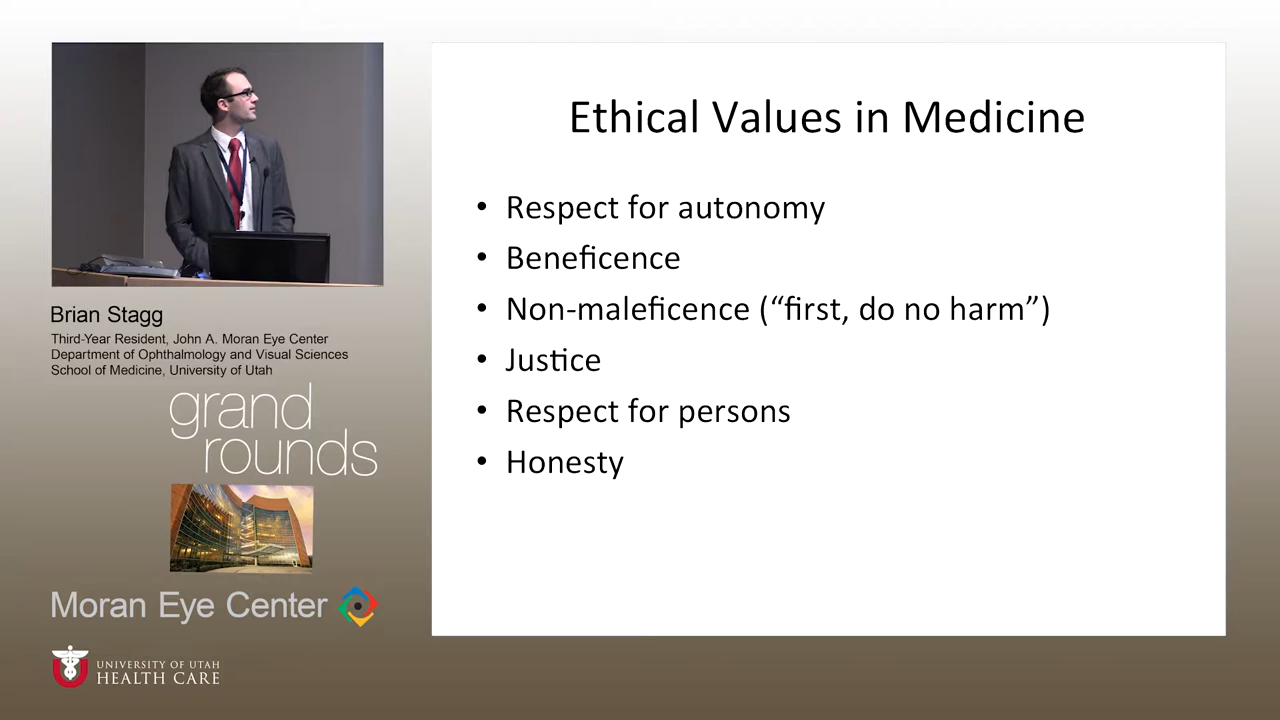 Ethical Values in Medicine
• Respect for autonomy
• Beneficence
• Non-maleficence (“first, do no harm”)
• Justice
• Respect for persons
• Honesty
Brian Stagg
Third-Year Resident, John A. Moran Eye Center
Department of Ophthalmology and Visual Sciences
School of Medicine, University of Utah
grand
rounds
Moran Eye Center
UNIVERSITY OF UTAH
HEALTH CARE